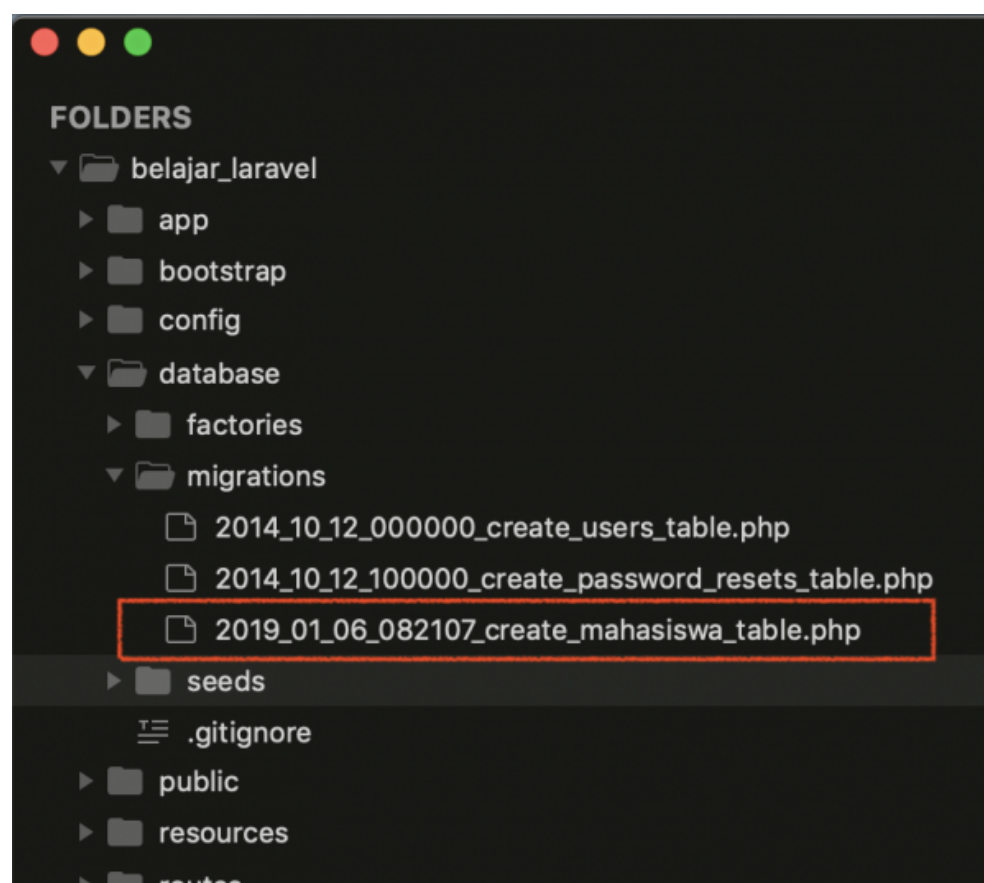 FOLDERS
belajar_laravel
app
bootstrap
config
database
factories
migrations
2014_10_12_000000_create_users_table.php
2014_10_12_100000_create_password_resets_table.php
2019_01_06_082107_create_mahasiswa_table.php
seeds
.gitignore
public
resources